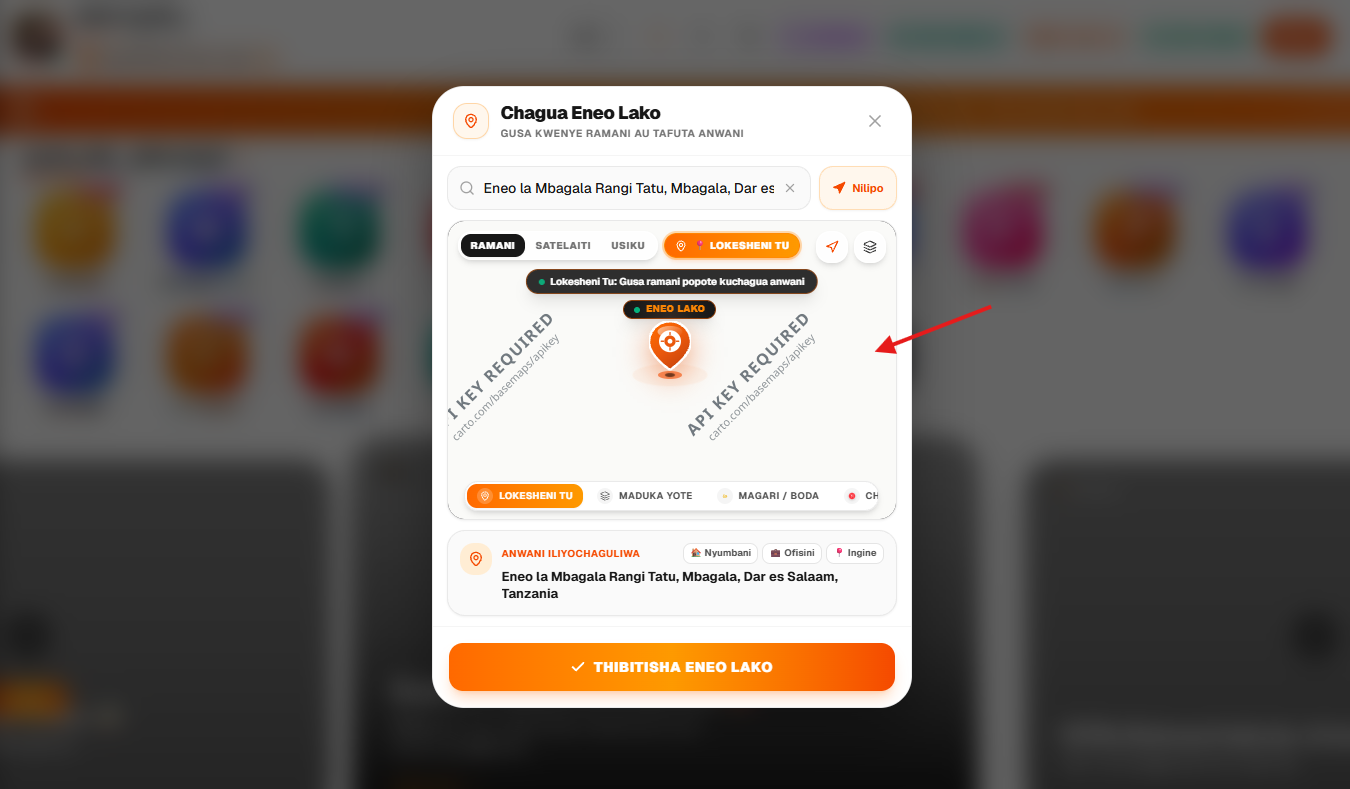 Chagua Eneo Lako
GUSA KWENYE RAMANI AU TAFUTA ANWANI
Eneo la Mbagala Rangi Tatu, Mbagala, Dar es
Nilipo
RAMANI
SATELAITI
USIKU
LOKESHENI TU
Lokesheni Tu: Gusa ramani popote kuchagua anwani
ENEO LAKO
I KEY REQUIRED
carto.com/basemaps/apikey
API KEY REQUIRED
carto.com/basemaps/apikey
LOKESHENI TU
MADUKA YOTE
MAGARI / BODA
CH
ANWANI ILIYOCHAGULIWA
Nyumbani
Ofisini
Ingine
Eneo la Mbagala Rangi Tatu, Mbagala, Dar es Salaam,
Tanzania
THIBITISHA ENEO LAKO